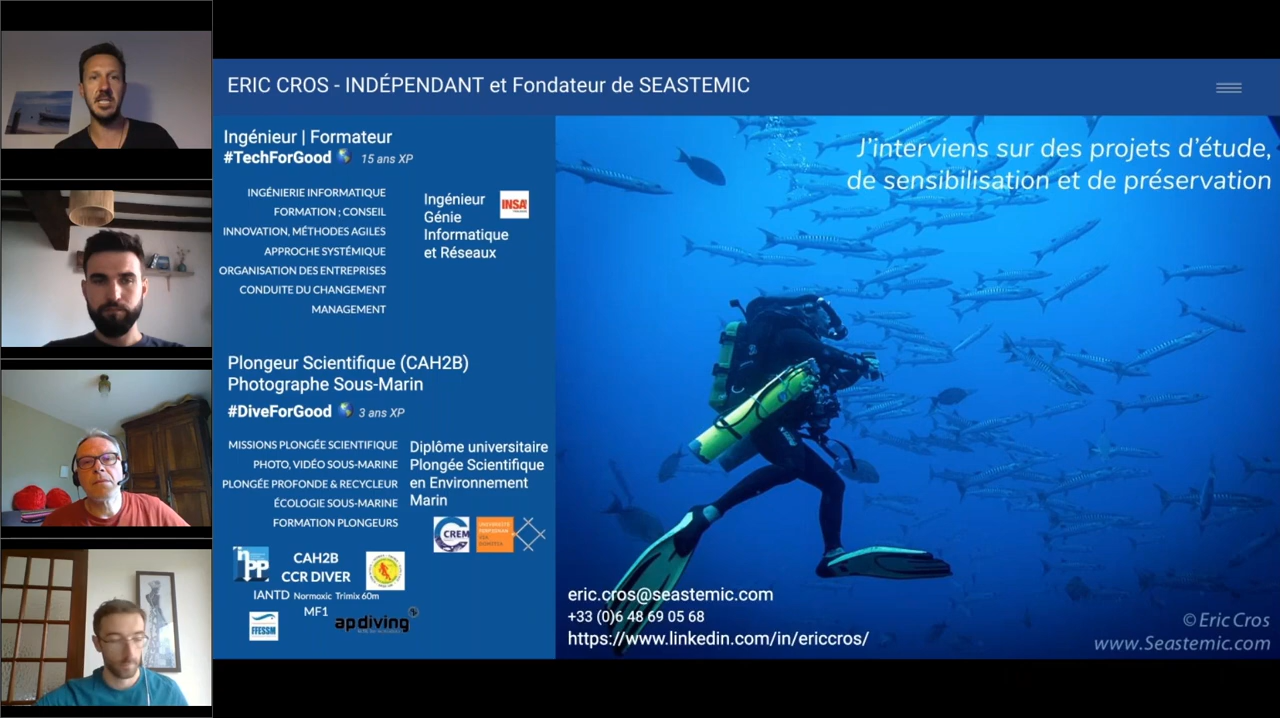 ERIC CROS - INDÉPENDANT et Fondateur de SEASTEMIC
Ingénieur | Formateur
#TechForGood 15 ans XP
INGÉNIERIE INFORMATIQUE
FORMATION ; CONSEIL
INNOVATION, MÉTHODES AGILES
APPROCHE SYSTÉMIQUE
ORGANISATION DES ENTREPRISES
CONDUITE DU CHANGEMENT
MANAGEMENT
Ingénieur
Génie
Informatique
et Réseaux
INSA
Plongeur Scientifique (CAH2B)
Photographe Sous-Marin
#DiveForGood 3 ans XP
MISSIONS PLONGÉE SCIENTIFIQUE
PHOTO, VIDÉO SOUS-MARINE
PLONGÉE PROFONDE & RECYCLEUR
ÉCOLOGIE SOUS-MARINE
FORMATION PLONGEURS
Diplôme universitaire
Plongée Scientifique
en Environnement
Marin
CREM
UNIVERSITÉ
PERPIGNAN
VIA
DOMITIA
inPP
CAH2B
CCR DIVER
IANTD Normoxic Trimix 60m
MF1
FFESSM
apdiving
J'interviens sur des projets d'étude,
de sensibilisation et de préservation
eric.cros@seastemic.com
+33 (0)6 48 69 05 68
https://www.linkedin.com/in/ericcros/
© Eric Cros
www.Seastemic.com